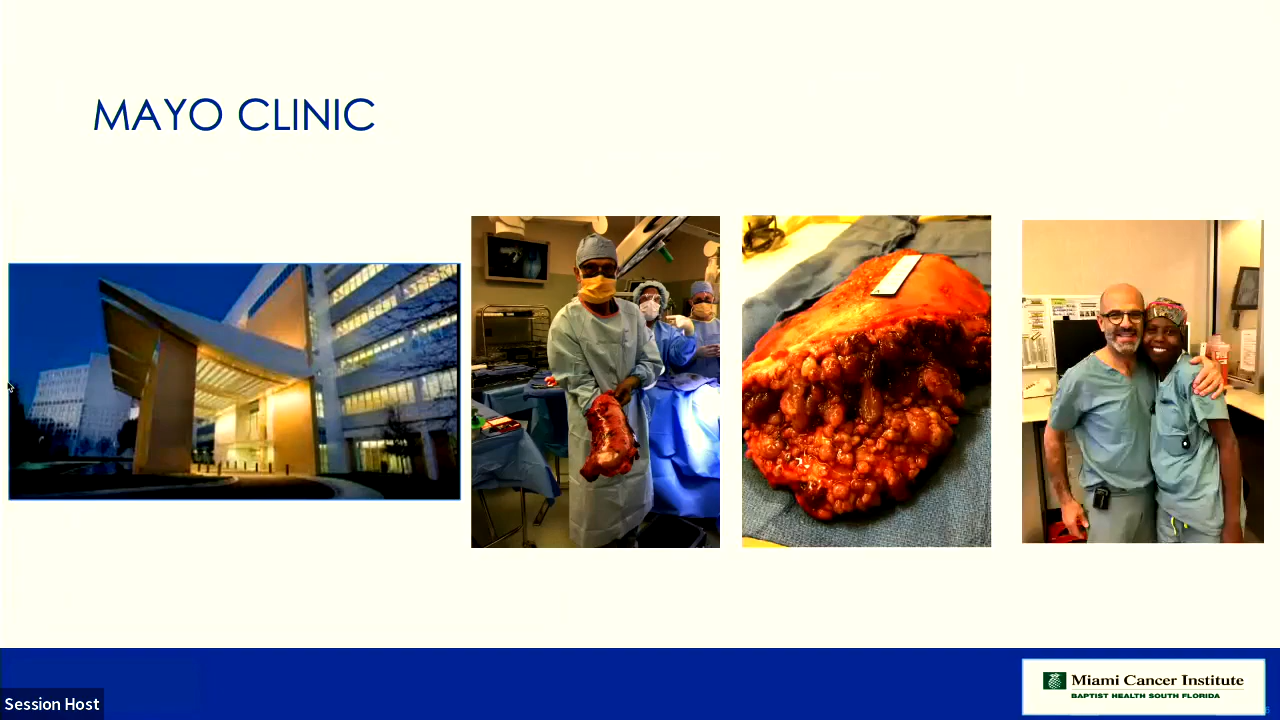 MAYO CLINIC
Miami Cancer Institute
BAPTIST HEALTH SOUTH FLORIDA
Session Host